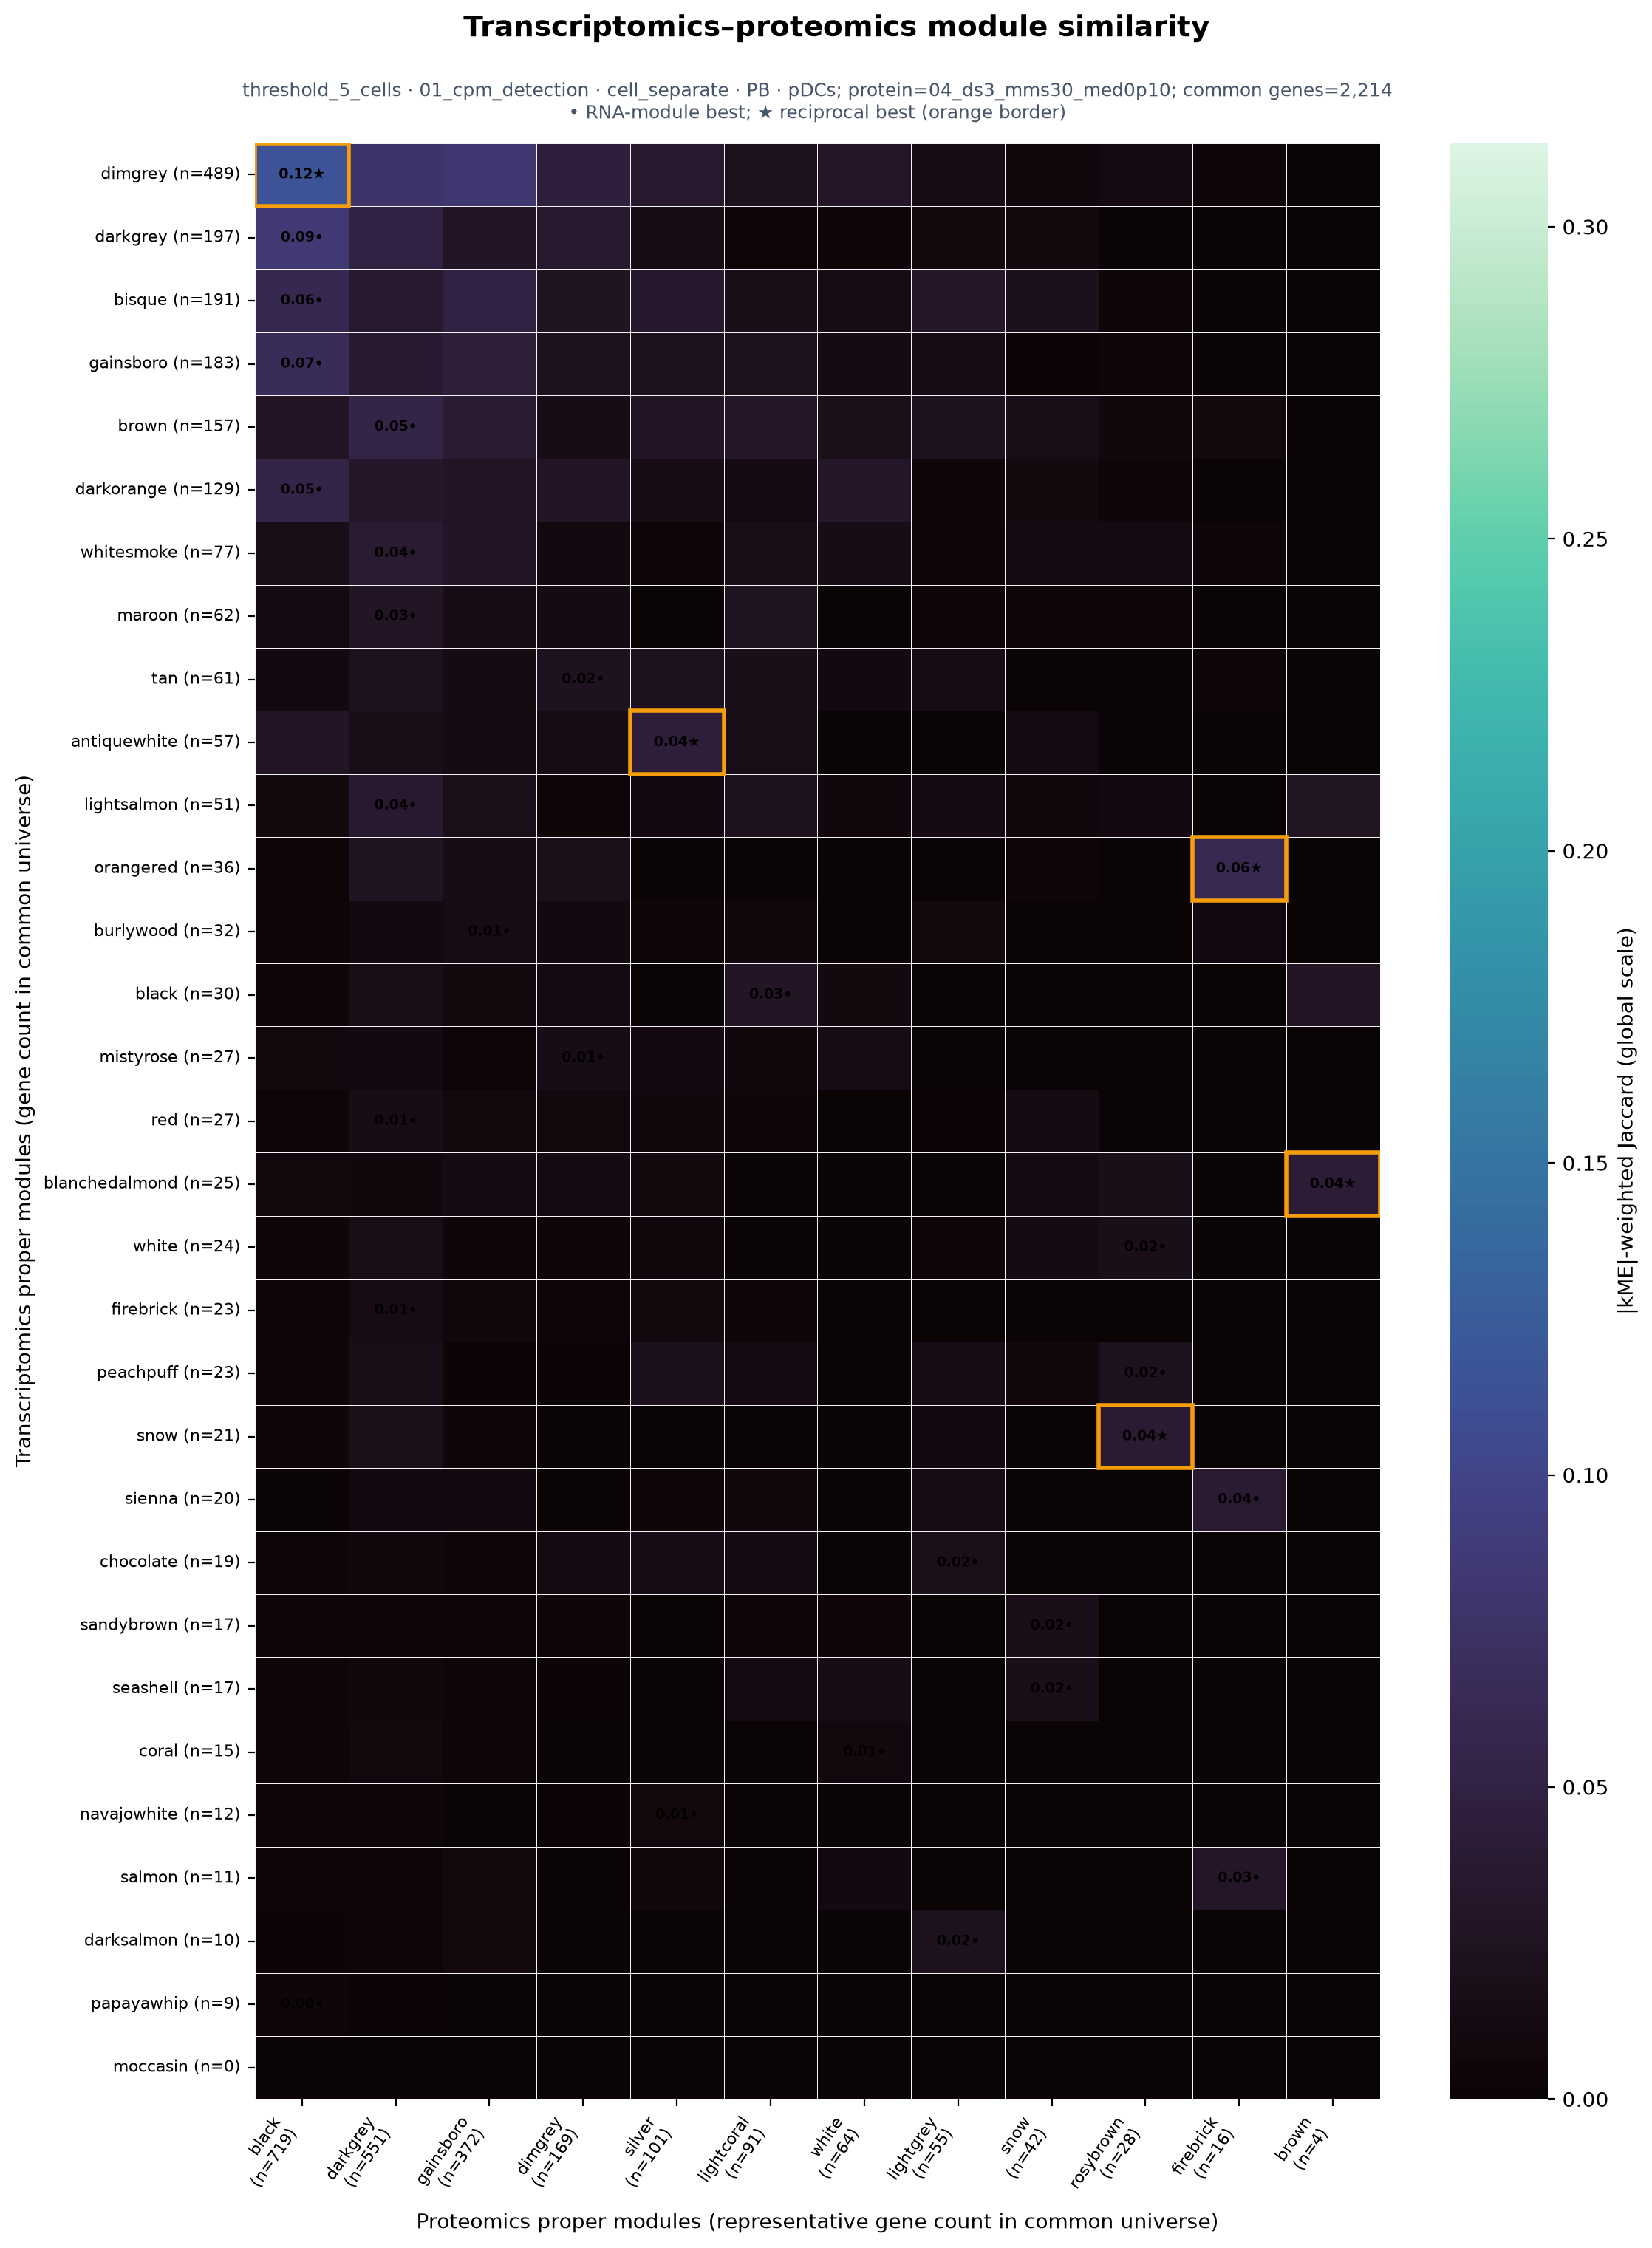 Transcriptomics–proteomics module similarity
threshold_5_cells · 01_cpm_detection · cell_separate · PB · pDCs; protein=04_ds3_mms30_med0p10; common genes=2,214
• RNA-module best; ★ reciprocal best (orange border)
Transcriptomics proper modules (gene count in common universe)
dimgrey (n=489)
0.12★
darkgrey (n=197)
0.09•
bisque (n=191)
0.06•
gainsboro (n=183)
0.07•
brown (n=157)
0.05•
darkorange (n=129)
0.05•
whitesmoke (n=77)
0.04•
maroon (n=62)
0.03•
tan (n=61)
0.02•
antiquewhite (n=57)
0.04★
lightsalmon (n=51)
0.04•
orangered (n=36)
0.06★
burlywood (n=32)
0.01•
black (n=30)
0.03•
mistyrose (n=27)
0.01•
red (n=27)
0.01•
blanchedalmond (n=25)
0.04★
white (n=24)
0.02•
firebrick (n=23)
0.01•
peachpuff (n=23)
0.02•
snow (n=21)
0.04★
sienna (n=20)
0.04•
chocolate (n=19)
0.02•
sandybrown (n=17)
0.02•
seashell (n=17)
0.02•
coral (n=15)
0.01•
navajowhite (n=12)
0.01•
salmon (n=11)
0.03•
darksalmon (n=10)
0.02•
papayawhip (n=9)
0.00•
moccasin (n=0)
black
(n=719)
darkgrey
(n=551)
gainsboro
(n=372)
dimgrey
(n=169)
silver
(n=101)
lightcoral
(n=91)
white
(n=64)
lightgrey
(n=55)
snow
(n=42)
rosybrown
(n=28)
firebrick
(n=16)
brown
(n=4)
Proteomics proper modules (representative gene count in common universe)
0.30
0.25
0.20
0.15
0.10
0.05
0.00
|kME|-weighted Jaccard (global scale)